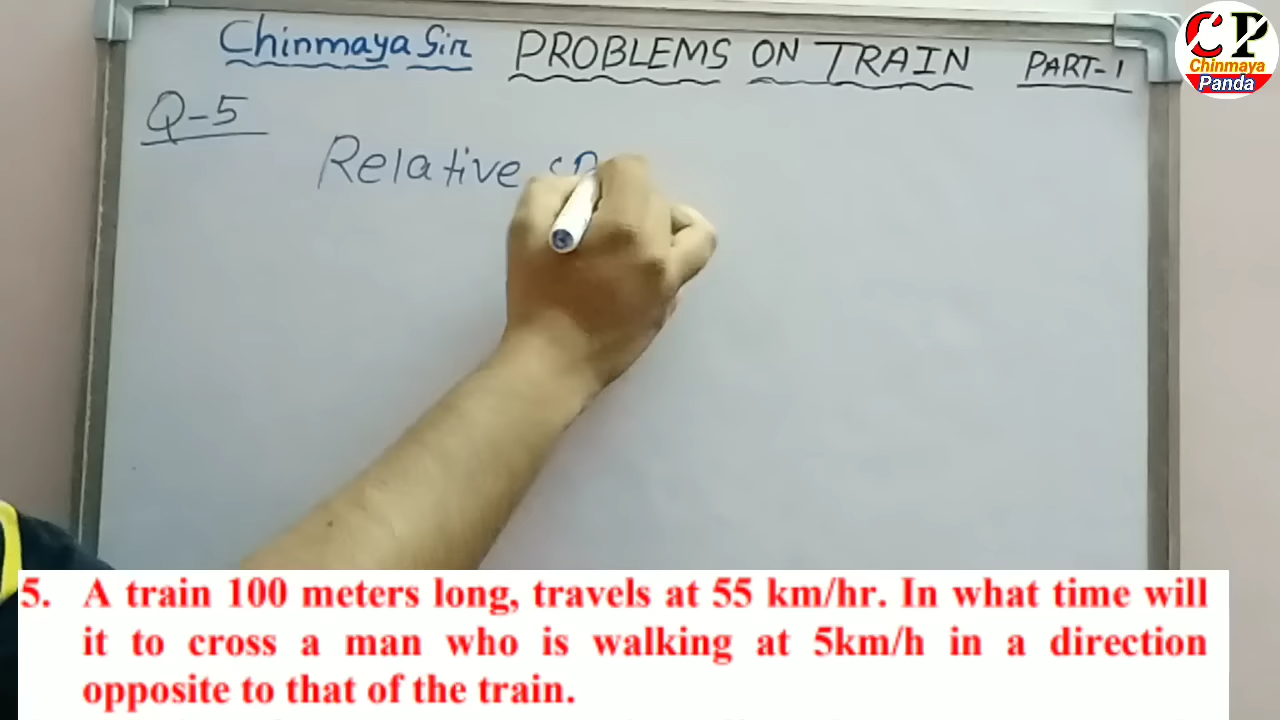 Chinmaya Sir PROBLEMS ON TRAIN PART-1
CP
Chinmaya
Panda
Q-5
Relative
5. A train 100 meters long, travels at 55 km/hr. In what time will
it to cross a man who is walking at 5km/h in a direction
opposite to that of the train.